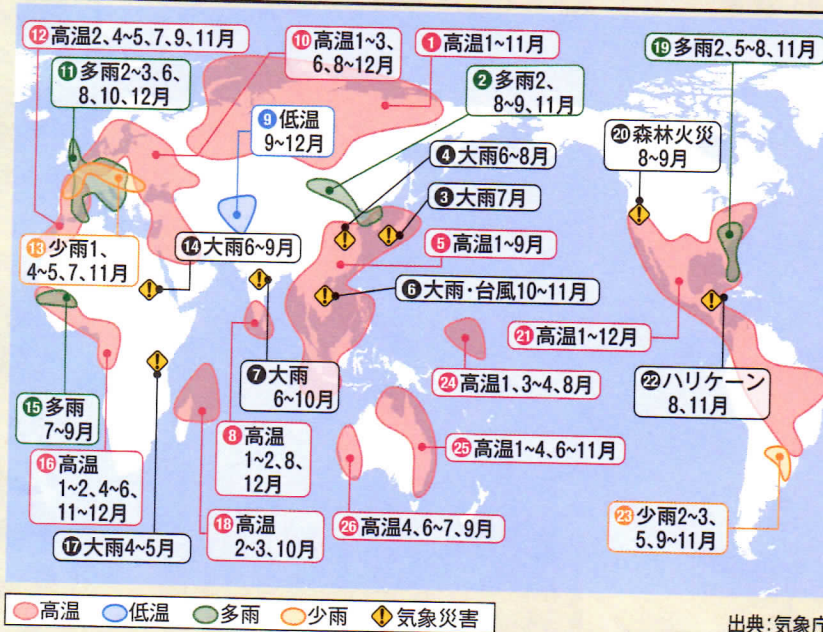 ⑫高温2、4~5、7、9、11月
⑩高温1~3、
6、8~12月
❶高温1~11月
⑲多雨2、5~8、11月
⑪多雨2~3、6、
8、10、12月
❷多雨2、
8~9、11月
⑨低温
9~12月
⑳森林火災
8~9月
❹大雨6~8月
❸大雨7月
⑬少雨1、
4~5、7、11月
⑭大雨6~9月
❺高温1~9月
❻大雨・台風10~11月
㉑高温1~12月
❼大雨
6~10月
㉔高温1、3~4、8月
㉒ハリケーン
8、11月
⑮多雨
7~9月
❽高温
1~2、8、
12月
㉕高温1~4、6~11月
⑯高温
1~2、4~6、
11~12月
⑱高温
2~3、10月
㉖高温4、6~7、9月
㉓少雨2~3、
5、9~11月
⑰大雨4~5月
高温 低温 多雨 少雨 気象災害
出典:気象庁